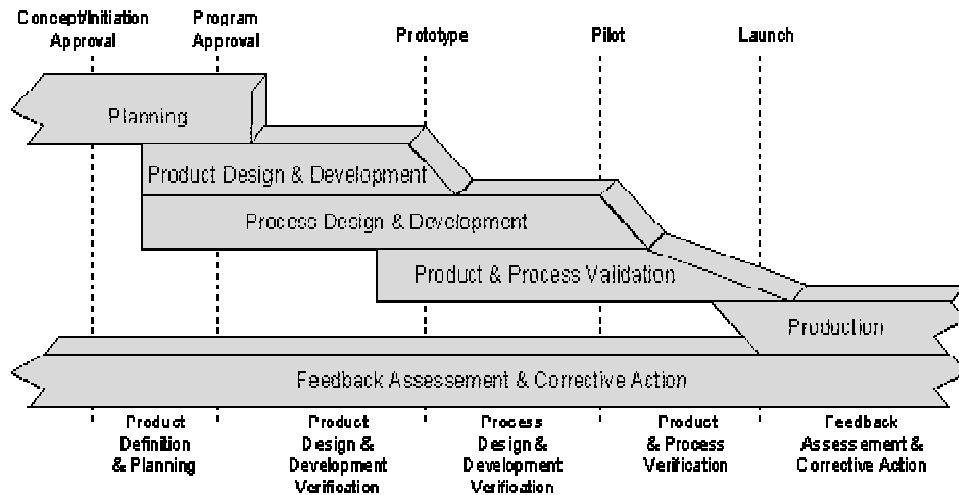 Concept/Initiation
Approval
Program
Approval
Prototype
Pilot
Launch
Planning
Product Design & Development
Process Design & Development
Product & Process Validation
Production
Feedback Assessement & Corrective Action
Product
Definition
& Planning
Product
Design &
Development
Verification
Process
Design &
Development
Verification
Product
& Process
Verification
Feedback
Assessment &
Corrective Action